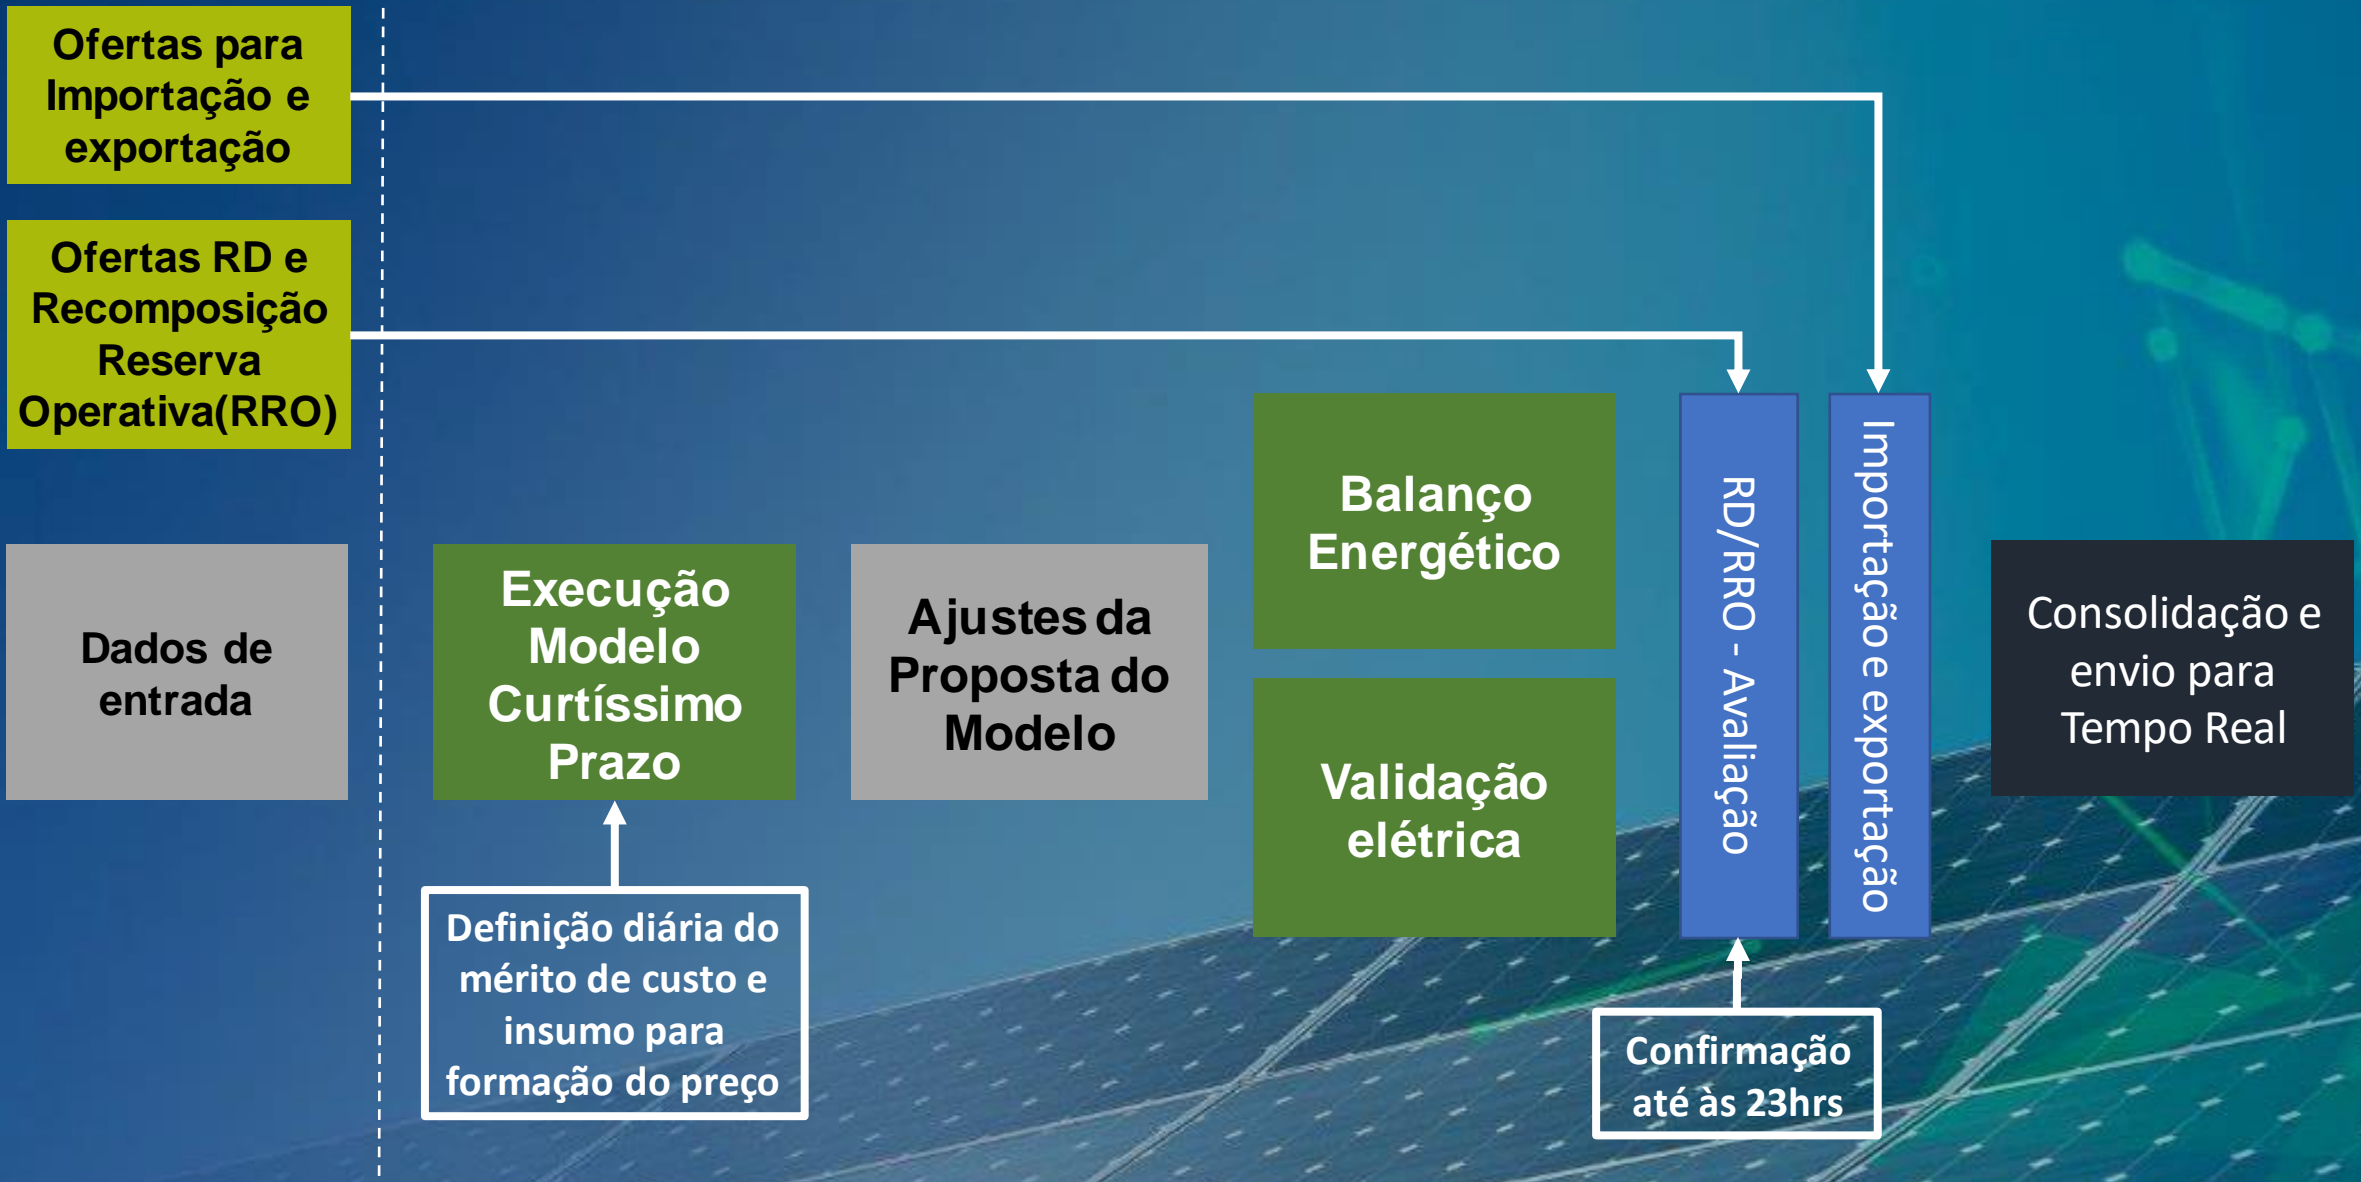 Ofertas para
Importação e
exportação
Ofertas RD e
Recomposição
Reserva
Operativa(RRO)
Dados de
entrada
Execução
Modelo
Curtíssimo
Prazo
Definição diária do
mérito de custo e
insumo para
formação do preço
Ajustes da
Proposta do
Modelo
Balanço
Energético
Validação
elétrica
RD/RRO - Avaliação
Confirmação
até às 23hrs
Importação e exportação
Consolidação e
envio para
Tempo Real